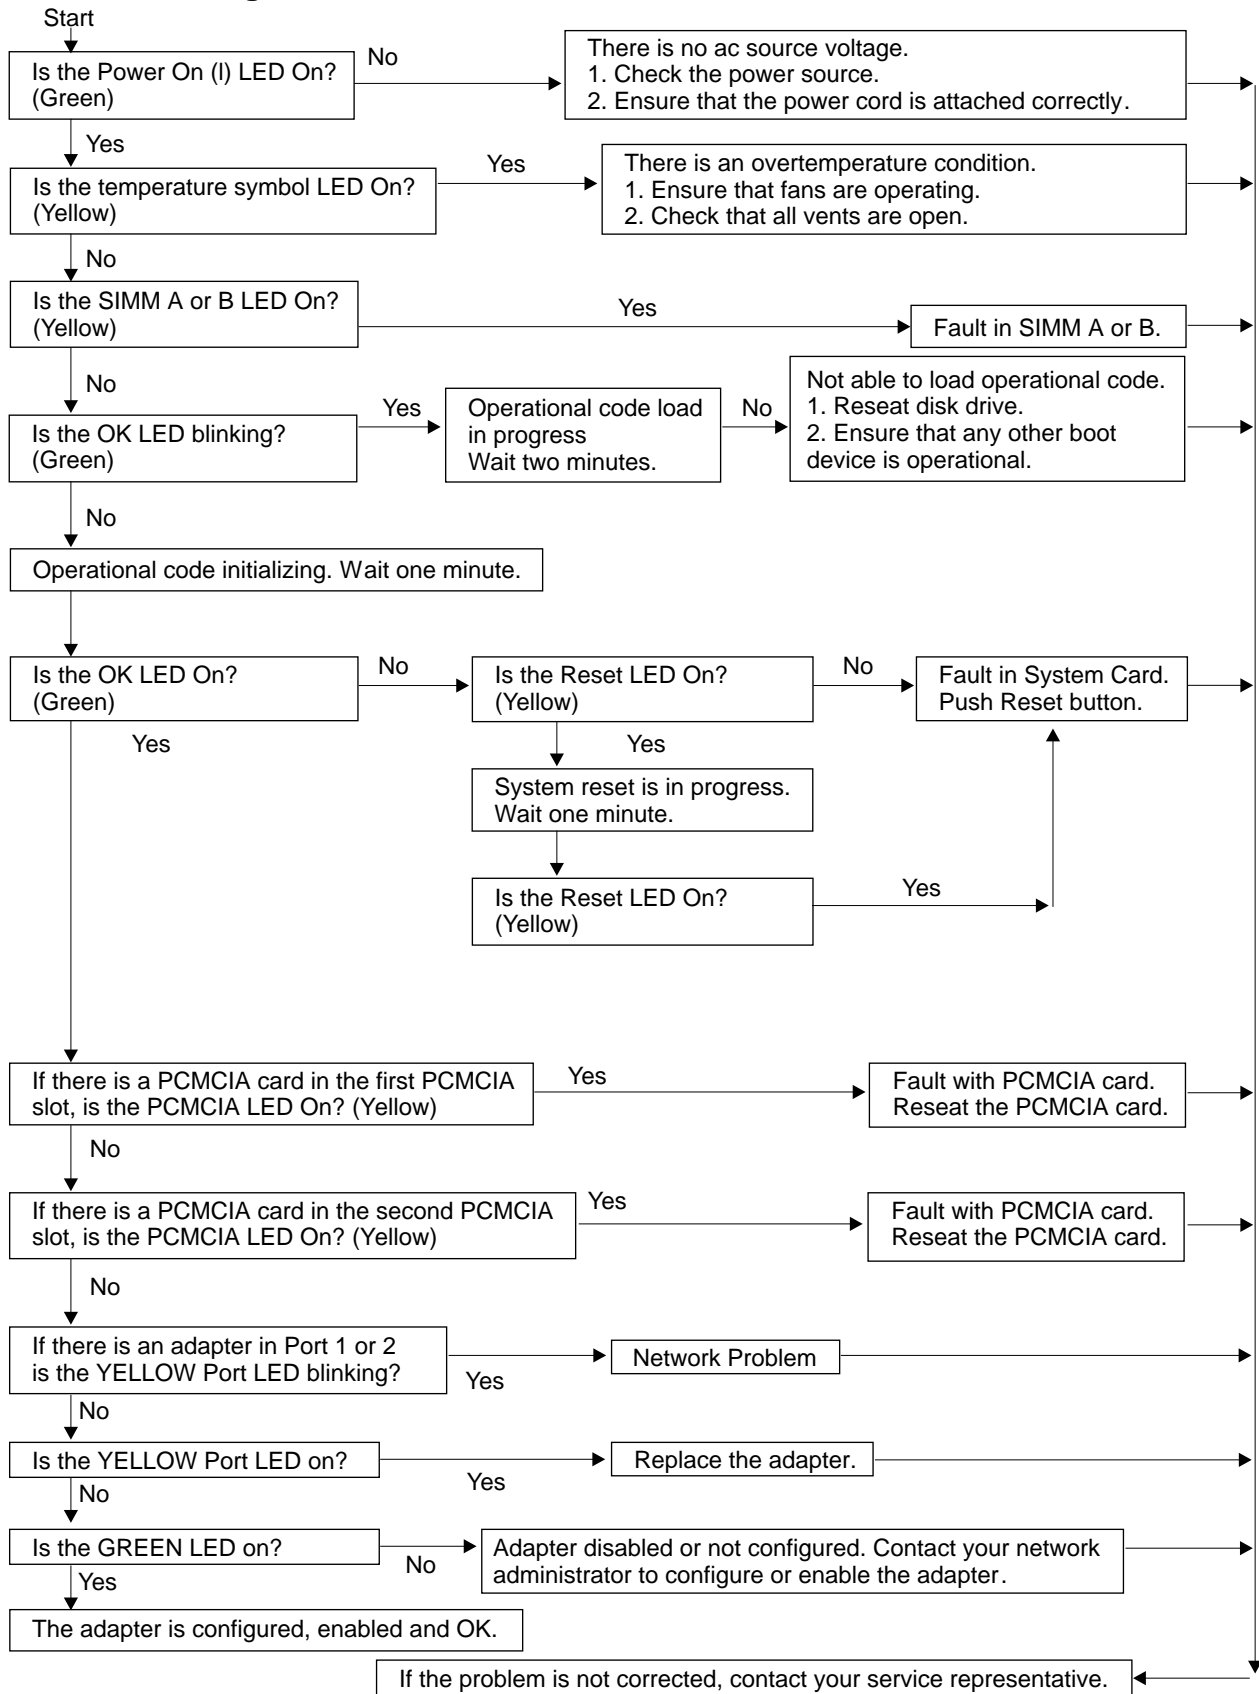 Start
Is the Power On (I) LED On?
(Green)
No
There is no ac source voltage.
1. Check the power source.
2. Ensure that the power cord is attached correctly.
Yes
Is the temperature symbol LED On?
(Yellow)
Yes
There is an overtemperature condition.
1. Ensure that fans are operating.
2. Check that all vents are open.
No
Is the SIMM A or B LED On?
(Yellow)
Yes
Fault in SIMM A or B.
No
Is the OK LED blinking?
(Green)
Yes
Operational code load
in progress
Wait two minutes.
No
Not able to load operational code.
1. Reseat disk drive.
2. Ensure that any other boot
device is operational.
No
Operational code initializing. Wait one minute.
Is the OK LED On?
(Green)
No
Is the Reset LED On?
(Yellow)
No
Fault in System Card.
Push Reset button.
Yes
Yes
System reset is in progress.
Wait one minute.
Is the Reset LED On?
(Yellow)
Yes
If there is a PCMCIA card in the first PCMCIA
slot, is the PCMCIA LED On? (Yellow)
Yes
Fault with PCMCIA card.
Reseat the PCMCIA card.
No
If there is a PCMCIA card in the second PCMCIA
slot, is the PCMCIA LED On? (Yellow)
Yes
Fault with PCMCIA card.
Reseat the PCMCIA card.
No
If there is an adapter in Port 1 or 2
is the YELLOW Port LED blinking?
Yes
Network Problem
No
Is the YELLOW Port LED on?
Yes
Replace the adapter.
No
Is the GREEN LED on?
No
Adapter disabled or not configured. Contact your network
administrator to configure or enable the adapter.
Yes
The adapter is configured, enabled and OK.
If the problem is not corrected, contact your service representative.